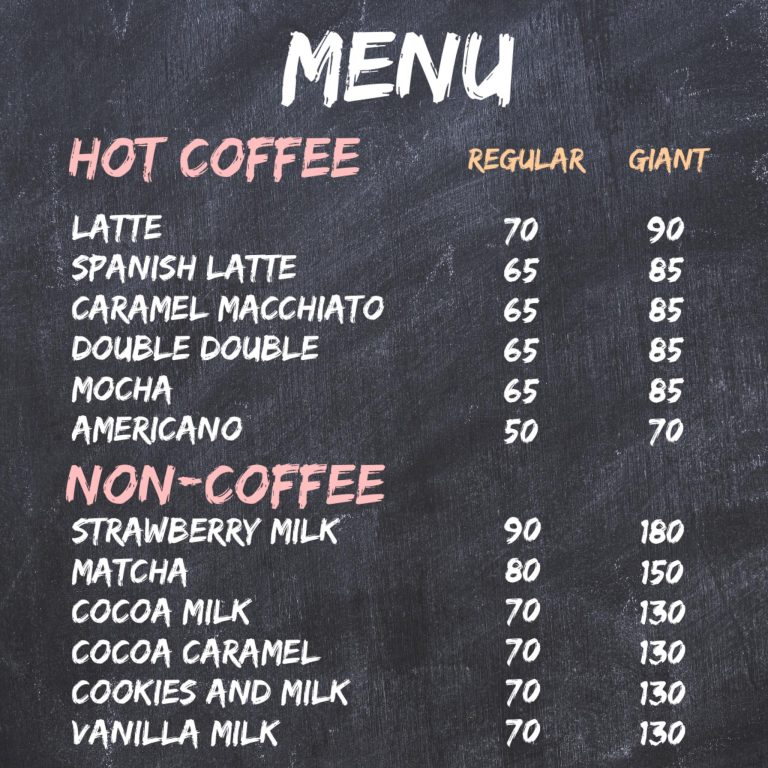 MENU
HOT COFFEE REGULAR GIANT
LATTE 70 90
SPANISH LATTE 65 85
CARAMEL MACCHIATO 65 85
DOUBLE DOUBLE 65 85
MOCHA 65 85
AMERICANO 50 70
NON-COFFEE
STRAWBERRY MILK 90 180
MATCHA 80 150
COCOA MILK 70 130
COCOA CARAMEL 70 130
COOKIES AND MILK 70 130
VANILLA MILK 70 130